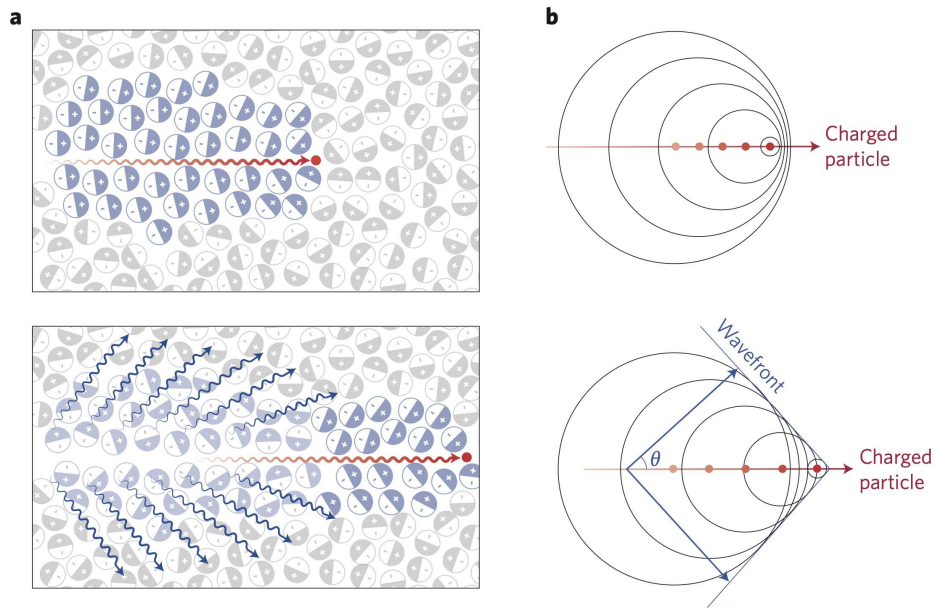 a
b
Charged
particle
Wavefront
θ
Charged
particle